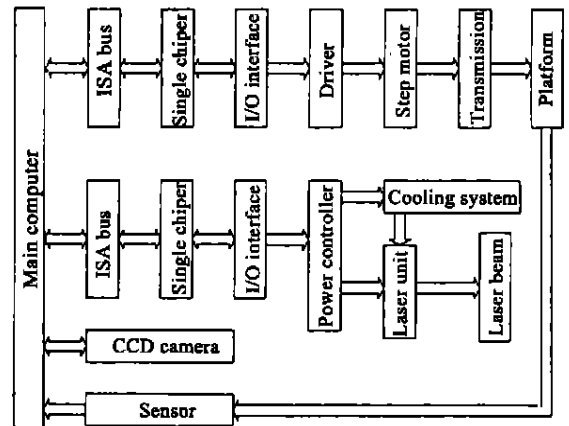 Main computer
ISA bus
Single chiper
I/O interface
Driver
Step motor
Transmission
Platform
ISA bus
Single chiper
I/O interface
Power controller
Cooling system
Laser unit
Laser beam
CCD camera
Sensor